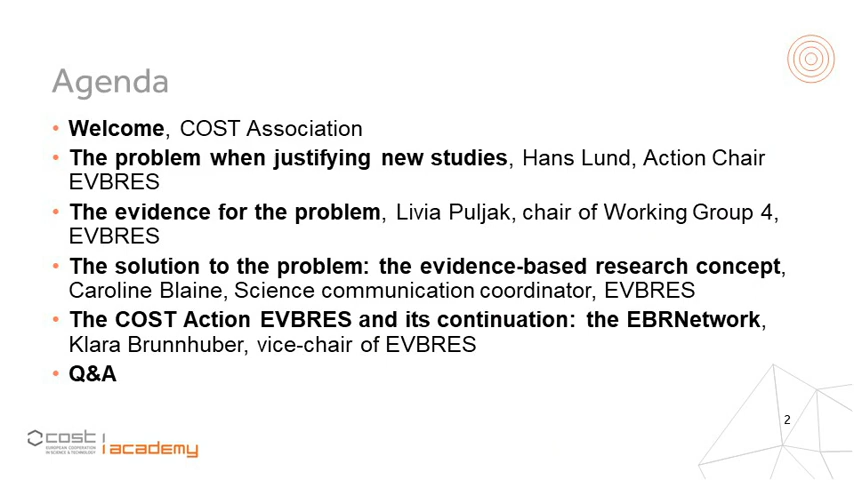 Agenda
• Welcome, COST Association
• The problem when justifying new studies, Hans Lund, Action Chair
EVBRES
• The evidence for the problem, Livia Puljak, chair of Working Group 4,
EVBRES
• The solution to the problem: the evidence-based research concept,
Caroline Blaine, Science communication coordinator, EVBRES
• The COST Action EVBRES and its continuation: the EBRNetwork,
Klara Brunnhuber, vice-chair of EVBRES
• Q&A
2
cost academy
EUROPEAN COOPERATION
IN SCIENCE & TECHNOLOGY